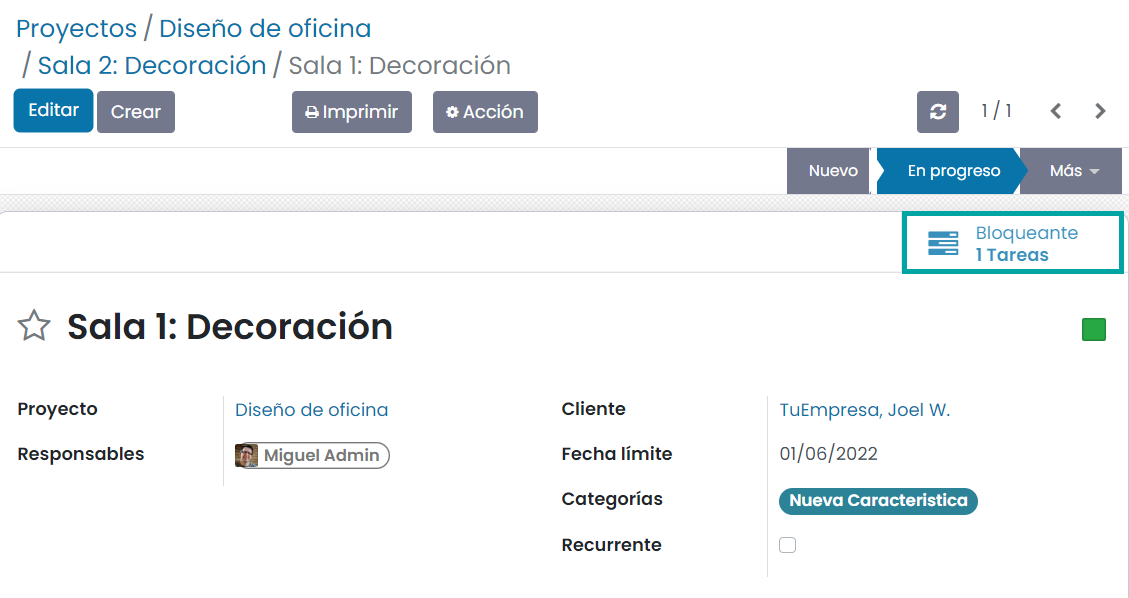 Proyectos / Diseño de oficina
/ Sala 2: Decoración / Sala 1: Decoración
Editar Crear Imprimir Acción 1 / 1
Nuevo En progreso Más
Bloqueante
1 Tareas
Sala 1: Decoración
Proyecto Diseño de oficina Cliente TuEmpresa, Joel W.
Responsables Miguel Admin Fecha límite 01/06/2022
Categorías Nueva Caracteristica
Recurrente